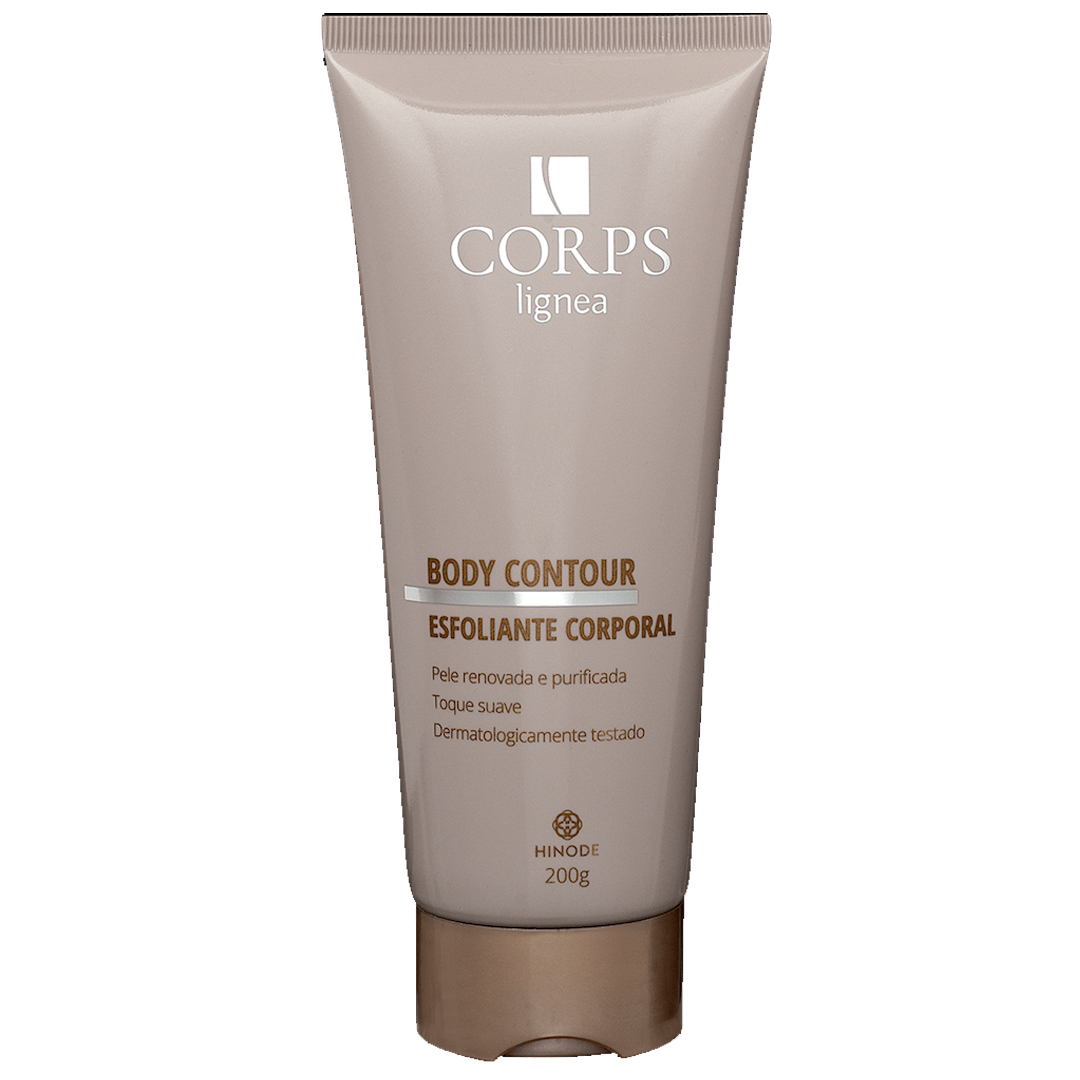 CORPS
lignea
BODY CONTOUR
ESFOLIANTE CORPORAL
Pele renovada e purificada
Toque suave
Dermatologicamente testado
HINODE
200g